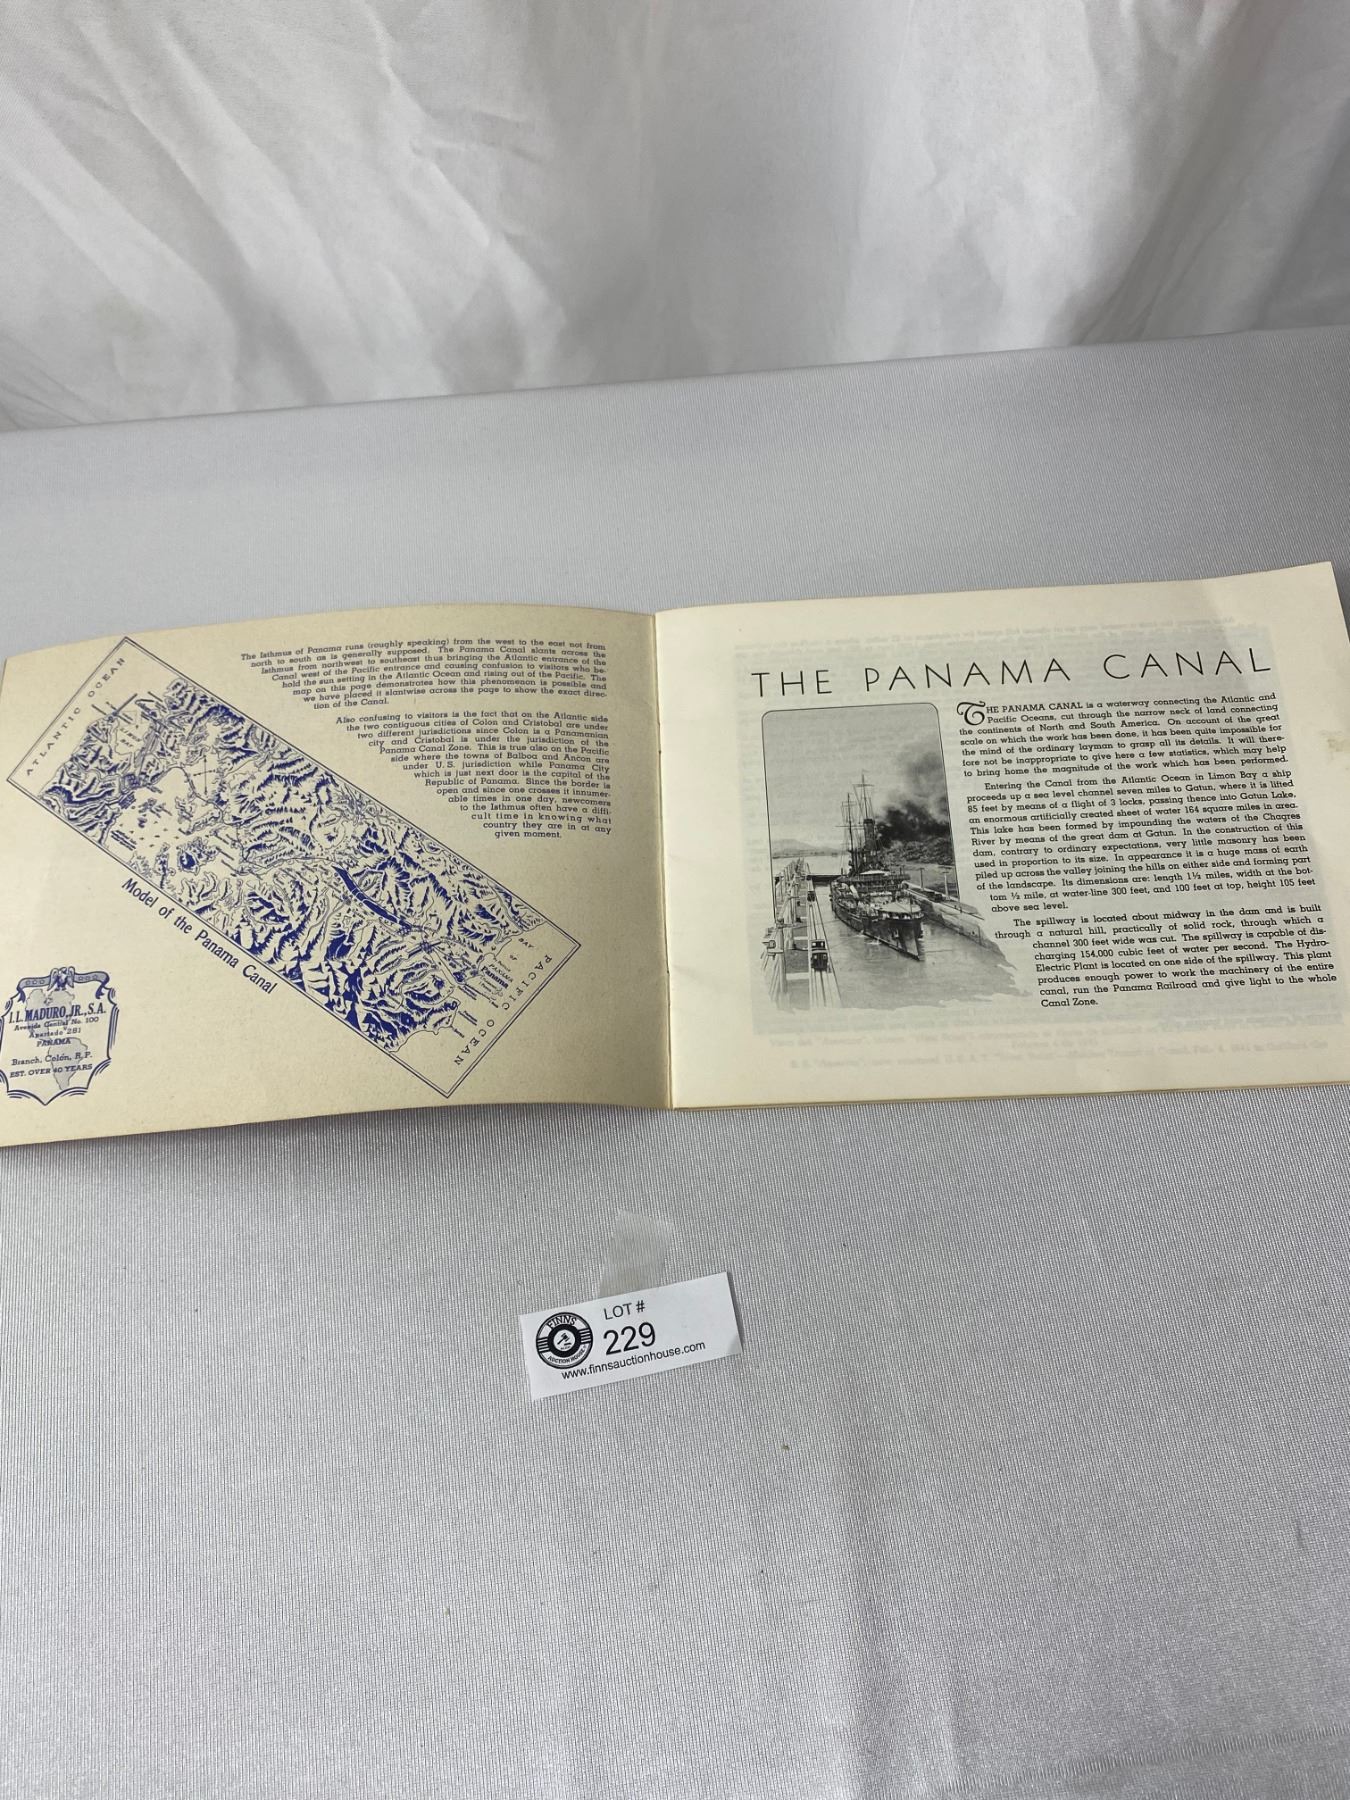 The Isthmus of Panama runs (roughly speaking) from the west to the east not from
north to south as is generally supposed. The Panama Canal slants across the
Isthmus from northwest to southeast thus bringing the Atlantic entrance of the
Canal west of the Pacific entrance and causing confusion to visitors who be-
hold the sun setting in the Atlantic Ocean and rising out of the Pacific. The
map on this page demonstrates how this phenomenon is possible and
we have placed it slantwise across the page to show the exact direc-
tion of the Canal.
Also confusing to visitors is the fact that on the Atlantic side
the two contiguous cities of Colon and Cristobal are under
two different jurisdictions since Colon is a Panamanian
city and Cristobal is under the jurisdiction of the
Panama Canal Zone. This is true also on the Pacific
side where the towns of Balboa and Ancon are
under U.S. jurisdiction while Panama City
which is just next door is the capital of the
Republic of Panama. Since the border is
open and since one crosses it innumer-
able times in one day, newcomers
to the Isthmus often have a diffi-
cult time in knowing what
country they are in at any
given moment.
ATLANTIC OCEAN
BAY
OF
PANAMA
Panama
PACIFIC OCEAN
Model of the Panama Canal
I.L. MADURO, JR., S.A.
Avenida Central No. 100
Apartado 281
PANAMA
Branch, Colón, R.P.
EST. OVER 40 YEARS
THE PANAMA CANAL
THE PANAMA CANAL is a waterway connecting the Atlantic and
Pacific Oceans, cut through the narrow neck of land connecting
the continents of North and South America. On account of the great
scale on which the work has been done, it has been quite impossible for
the mind of the ordinary layman to grasp all its details. It will there-
fore not be inappropriate to give here a few statistics, which may help
to bring home the magnitude of the work which has been performed.
Entering the Canal from the Atlantic Ocean in Limon Bay a ship
proceeds up a sea level channel seven miles to Gatun, where it is lifted
85 feet by means of a flight of 3 locks, passing thence into Gatun Lake,
an enormous artificially created sheet of water 164 square miles in area.
This lake has been formed by impounding the waters of the Chagres
River by means of the great dam at Gatun. In the construction of this
dam, contrary to ordinary expectations, very little masonry has been
used in proportion to its size. In appearance it is a huge mass of earth
piled up across the valley joining the hills on either side and forming part
of the landscape. Its dimensions are: length 1½ miles, width at the bot-
tom ½ mile, at water-line 300 feet, and 100 feet at top, height 105 feet
above sea level.
The spillway is located about midway in the dam and is built
through a natural hill, practically of solid rock, through which a
channel 300 feet wide was cut. The spillway is capable of dis-
charging 154,000 cubic feet of water per second. The Hydro-
Electric Plant is located on one side of the spillway. This plant
produces enough power to work the machinery of the entire
canal, run the Panama Railroad and give light to the whole
Canal Zone.
FINNS
AUCTION HOUSE
LOT #
229
www.finnsauctionhouse.com